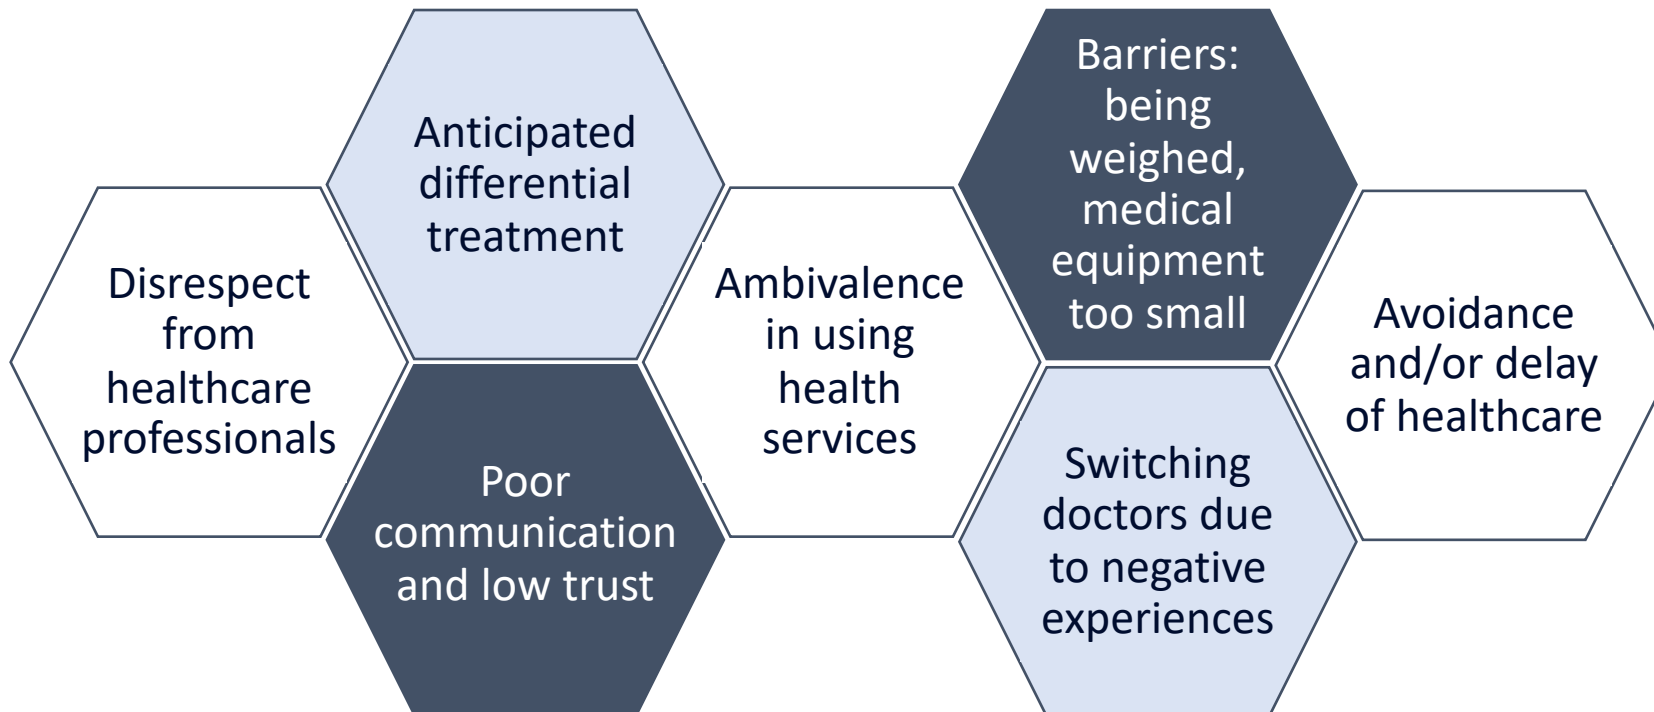 Disrespect
from
healthcare
professionals
Anticipated
differential
treatment
Poor
communication
and low trust
Ambivalence
in using
health
services
Barriers:
being
weighed,
medical
equipment
too small
Switching
doctors due
to negative
experiences
Avoidance
and/or delay
of healthcare